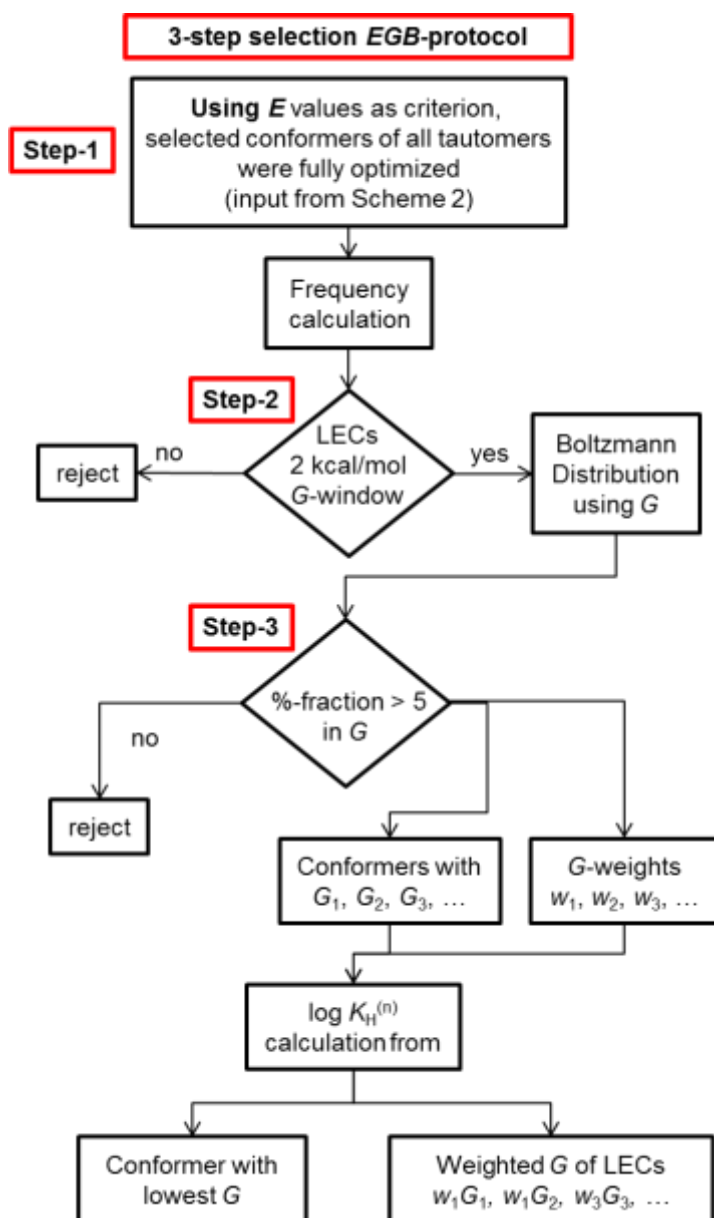 3-step selection EGB-protocol
Step-1
Using E values as criterion,
selected conformers of all tautomers
were fully optimized
(input from Scheme 2)
Frequency
calculation
Step-2
LECs
2 kcal/mol
G-window
no
reject
yes
Boltzmann
Distribution
using G
Step-3
%-fraction > 5
in G
no
reject
Conformers with
G₁, G₂, G₃, ...
G-weights
w₁, w₂, w₃, ...
log K_H⁽ⁿ⁾
calculation from
Conformer with
lowest G
Weighted G of LECs
w₁G₁, w₁G₂, w₃G₃, ...